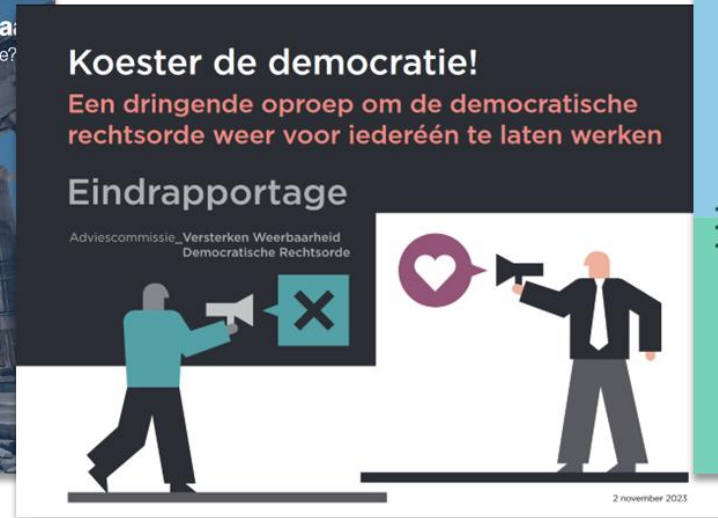 Koester de democratie!
Een dringende oproep om de democratische
rechtsorde weer voor iederéén te laten werken
Eindrapportage
Adviescommissie_Versterken Weerbaarheid
Democratische Rechtsorde
2 november 2023